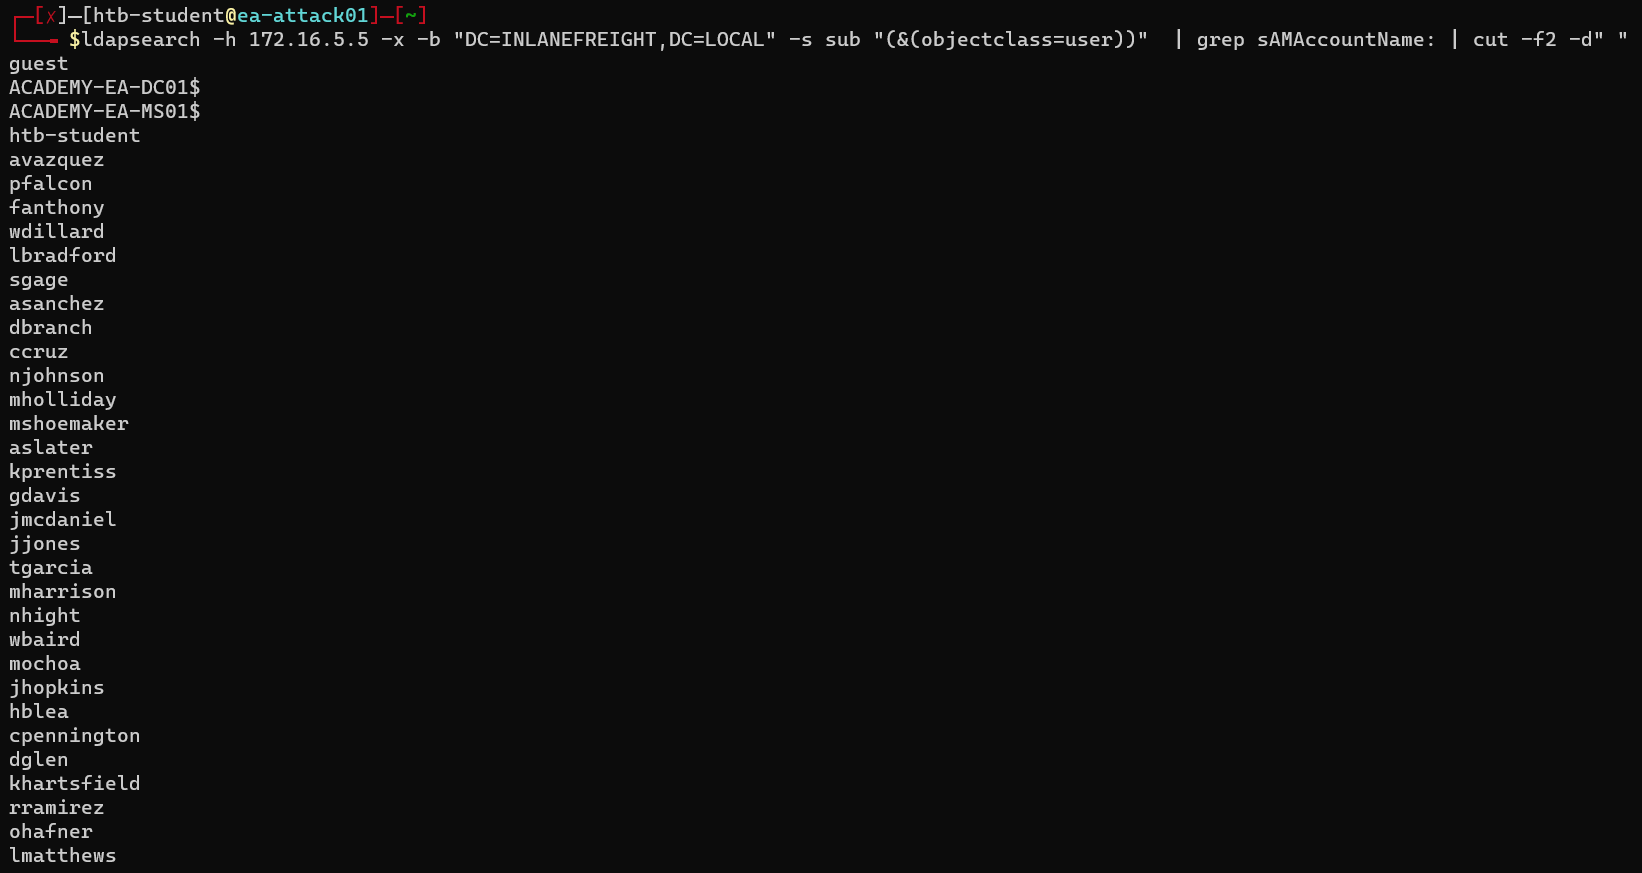 ┌─[✗]─[htb-student@ea-attack01]─[~]
└──╼ $ldapsearch -h 172.16.5.5 -x -b "DC=INLANEFREIGHT,DC=LOCAL" -s sub "(&(objectclass=user))"  | grep sAMAccountName: | cut -f2 -d" "
guest
ACADEMY-EA-DC01$
ACADEMY-EA-MS01$
htb-student
avazquez
pfalcon
fanthony
wdillard
lbradford
sgage
asanchez
dbranch
ccruz
njohnson
mholliday
mshoemaker
aslater
kprentiss
gdavis
jmcdaniel
jjones
tgarcia
mharrison
nhight
wbaird
mochoa
jhopkins
hblea
cpennington
dglen
khartsfield
rramirez
ohafner
lmatthews